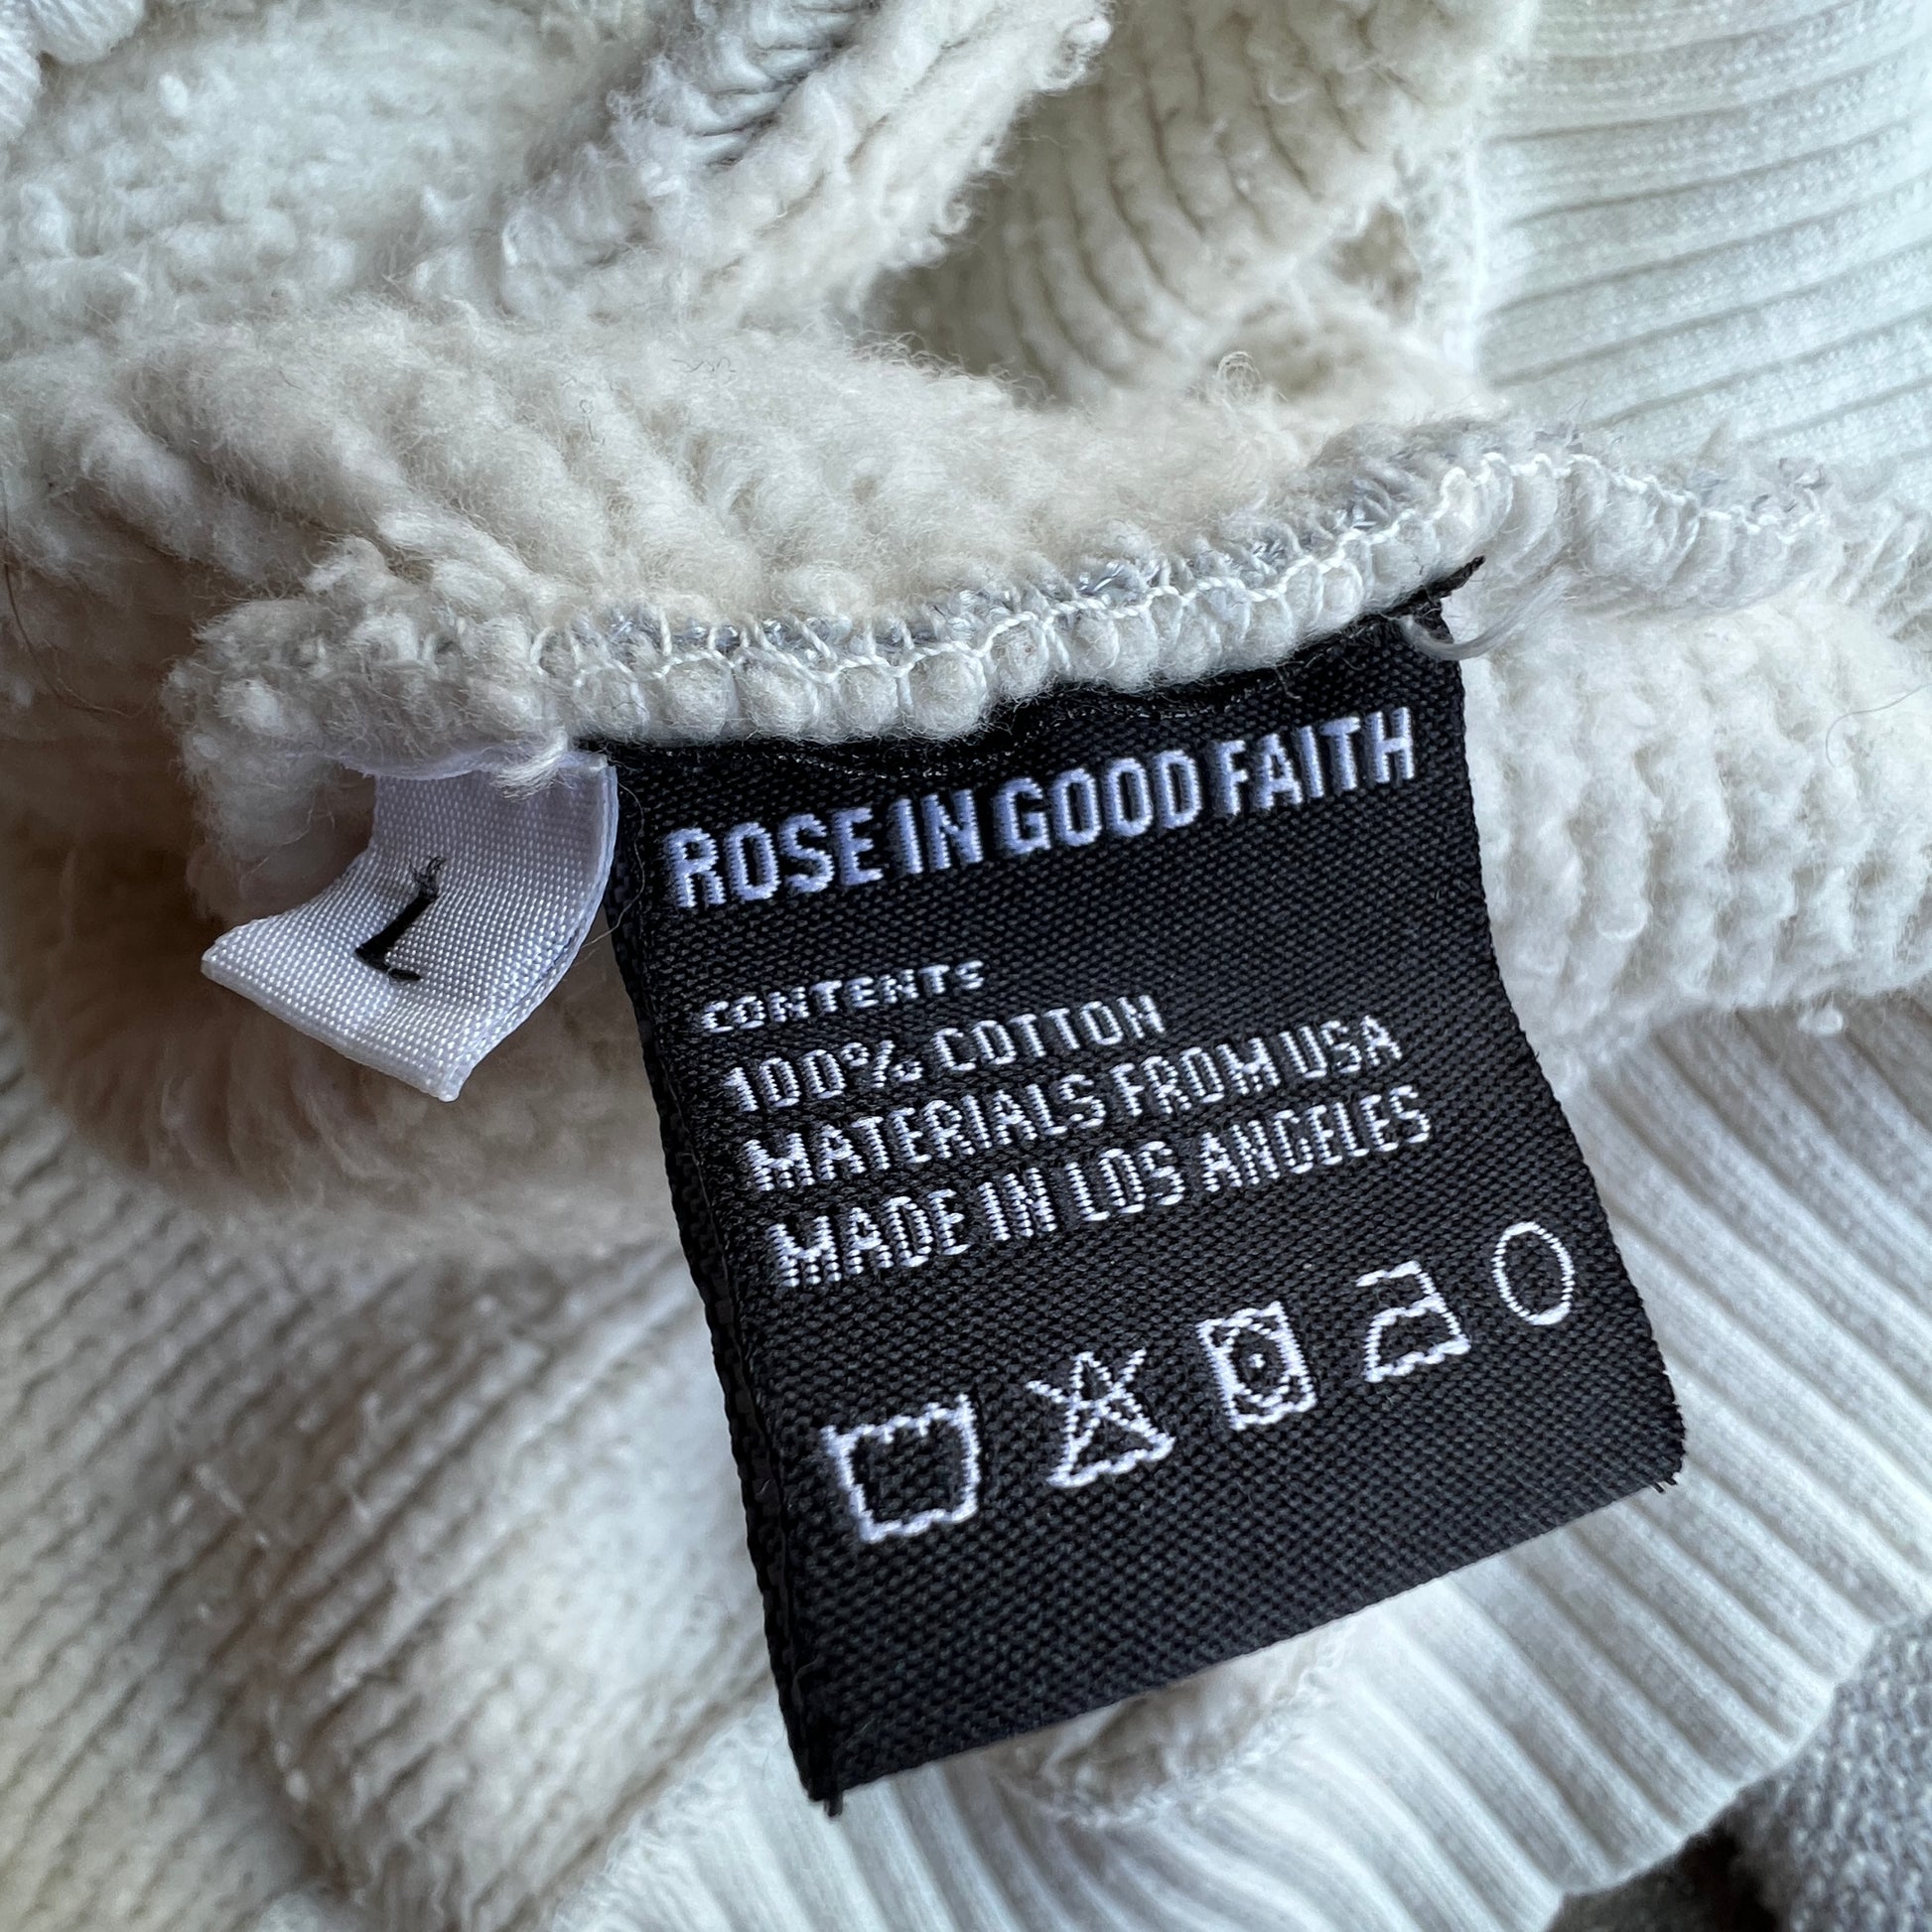 L
ROSE IN GOOD FAITH
CONTENTS
100% COTTON
MATERIALS FROM USA
MADE IN LOS ANGELES